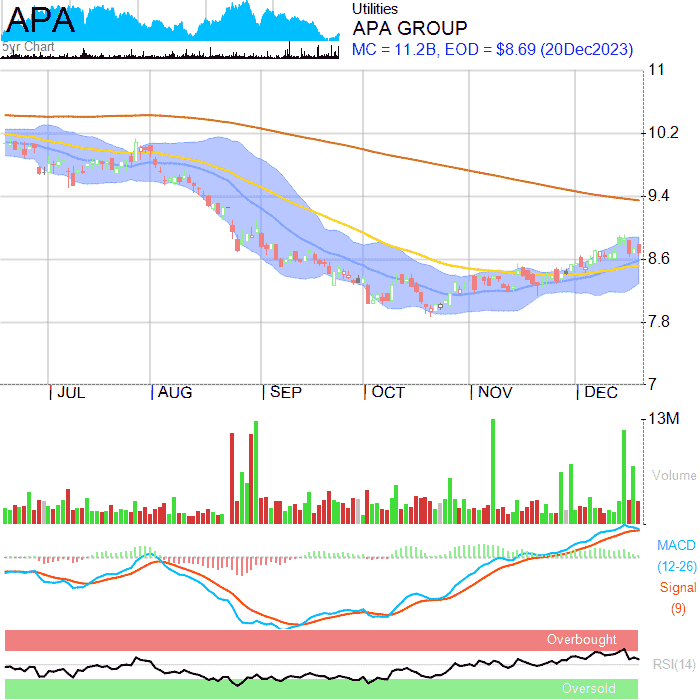 APA
5yr Chart
Utilities
APA GROUP
MC = 11.2B, EOD = $8.69 (20Dec2023)
11
10.2
9.4
8.6
7.8
7
JUL AUG SEP OCT NOV DEC
13M
Volume
MACD
(12-26)
Signal
(9)
Overbought
RSI(14)
Oversold